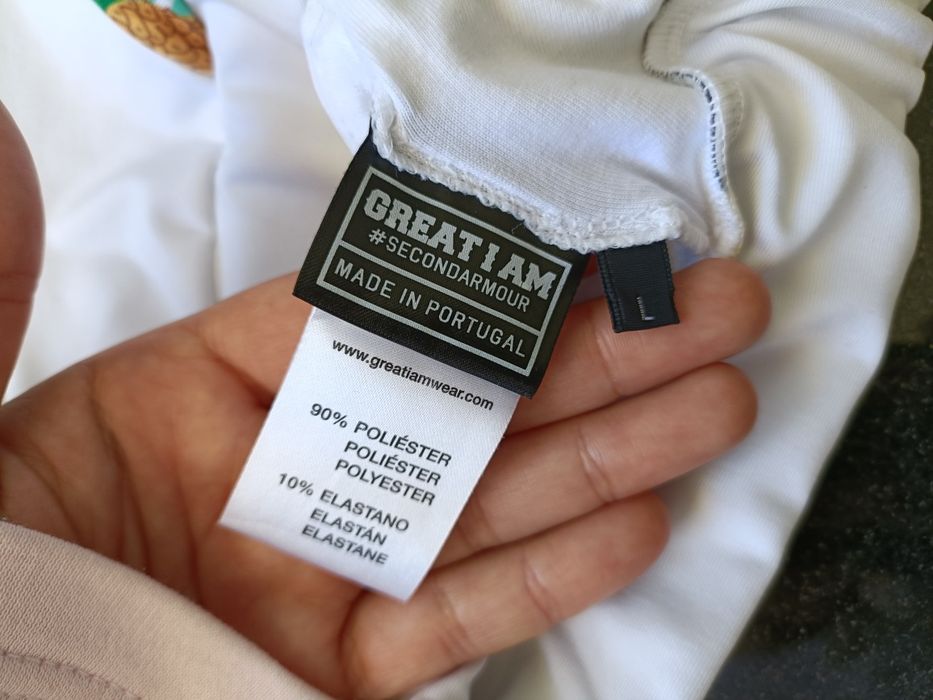 GREAT I AM
#SECONDARMOUR
MADE IN PORTUGAL
L
www.greatiamwear.com
90% POLIÉSTER
POLIÉSTER
POLYESTER
10% ELASTANO
ELASTÁN
ELASTANE